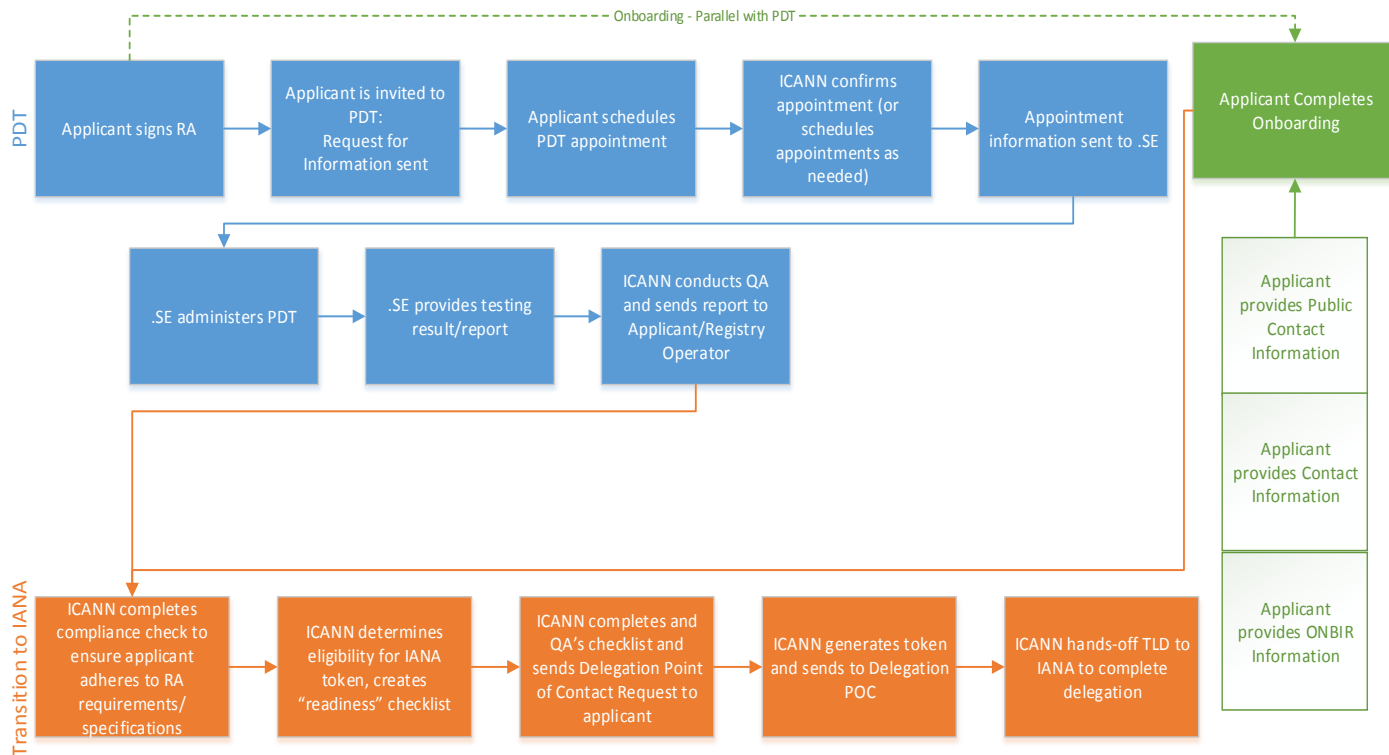 Onboarding - Parallel with PDT
PDT
Applicant signs RA
Applicant is invited to
PDT:
Request for
Information sent
Applicant schedules
PDT appointment
ICANN confirms
appointment (or
schedules
appointments as
needed)
Appointment
information sent to .SE
Applicant Completes
Onboarding
.SE administers PDT
.SE provides testing
result/report
ICANN conducts QA
and sends report to
Applicant/Registry
Operator
Applicant
provides Public
Contact
Information
Applicant
provides Contact
Information
Applicant
provides ONBIR
Information
Transition to IANA
ICANN completes
compliance check to
ensure applicant
adheres to RA
requirements/
specifications
ICANN determines
eligibility for IANA
token, creates
“readiness” checklist
ICANN completes and
QA’s checklist and
sends Delegation Point
of Contact Request to
applicant
ICANN generates token
and sends to Delegation
POC
ICANN hands-off TLD to
IANA to complete
delegation